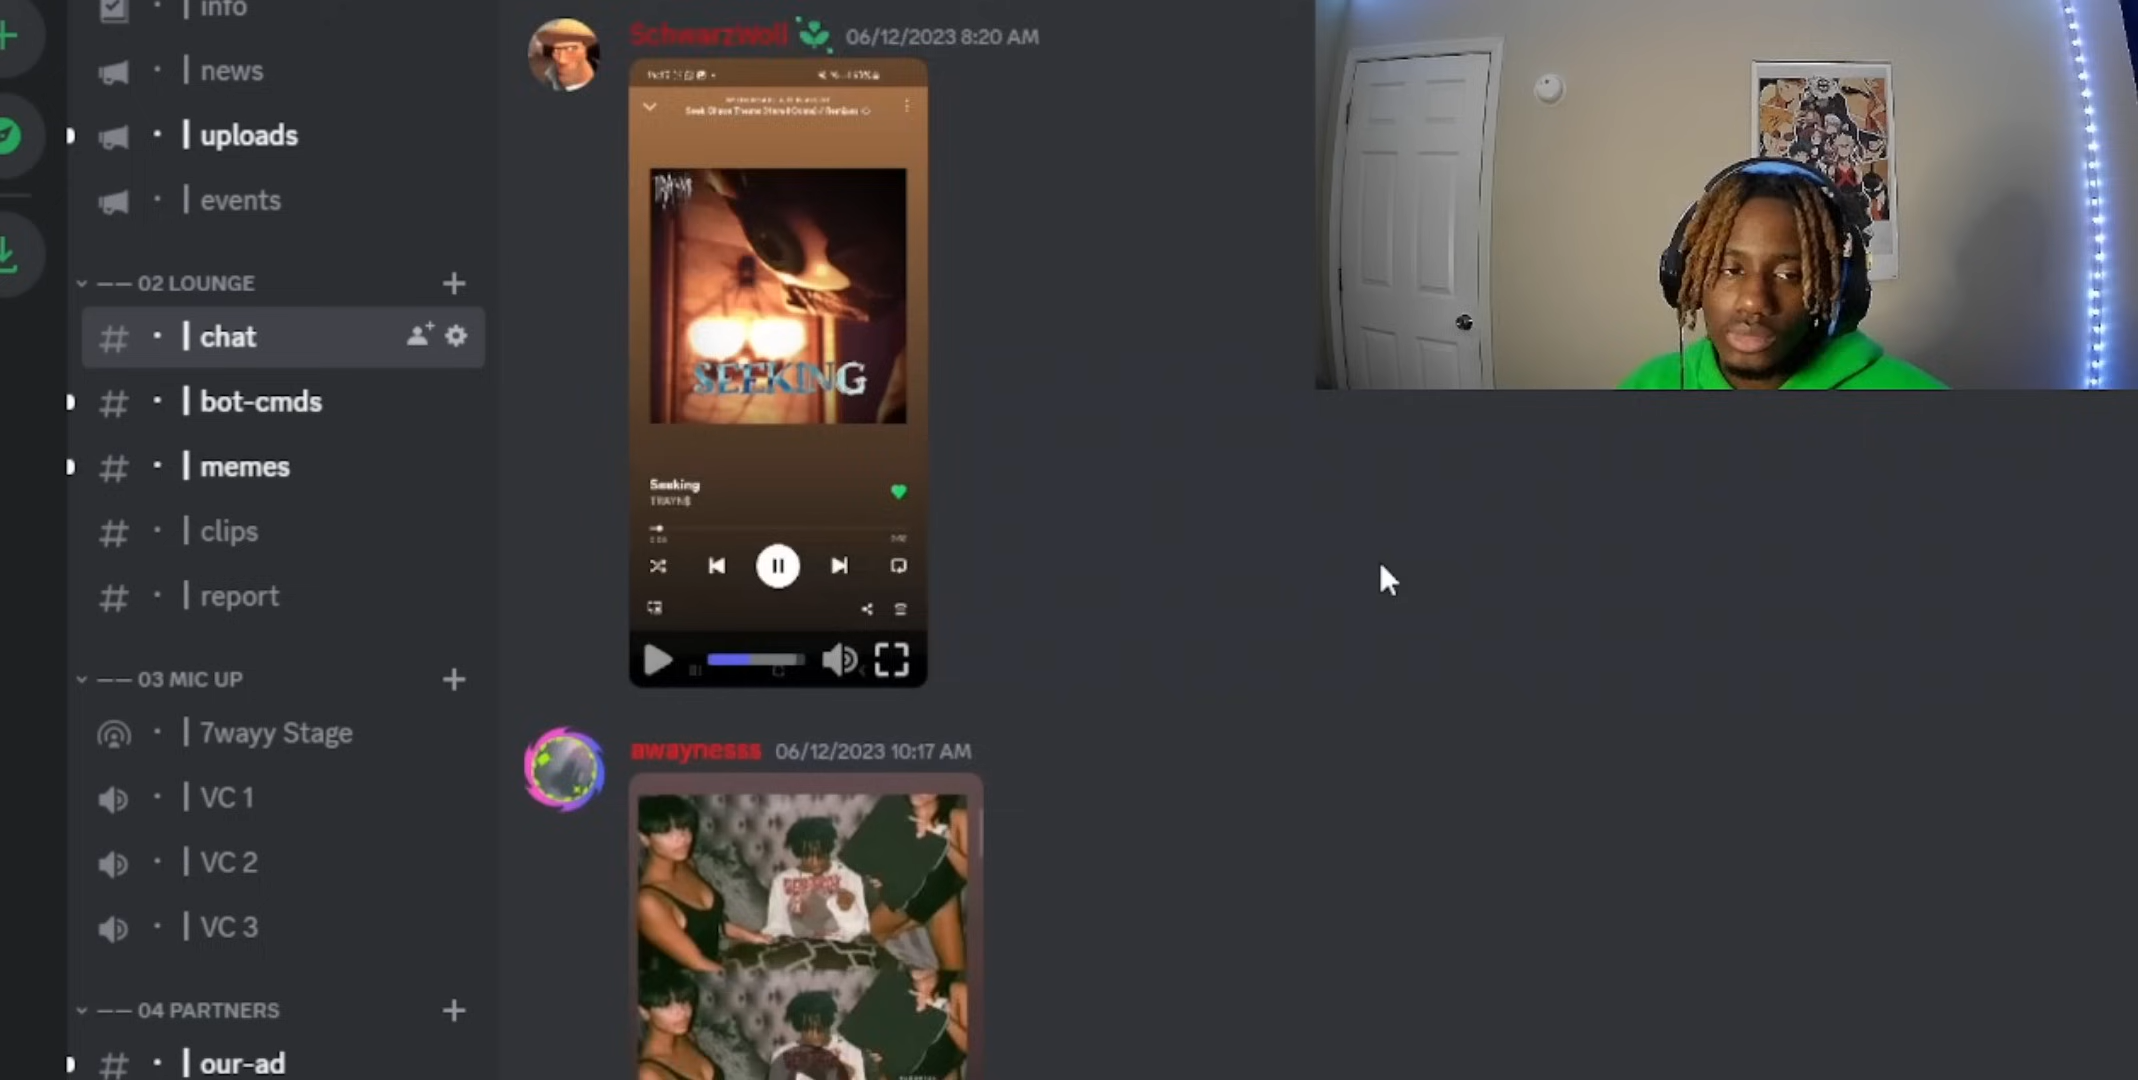 info
news
uploads
events
02 LOUNGE
chat
bot-cmds
memes
clips
report
03 MIC UP
7wayy Stage
VC 1
VC 2
VC 3
04 PARTNERS
our-ad
SchwarzWoll 06/12/2023 8:20 AM
SEEKING
Seeking
TRAYN$
awaynesss 06/12/2023 10:17 AM